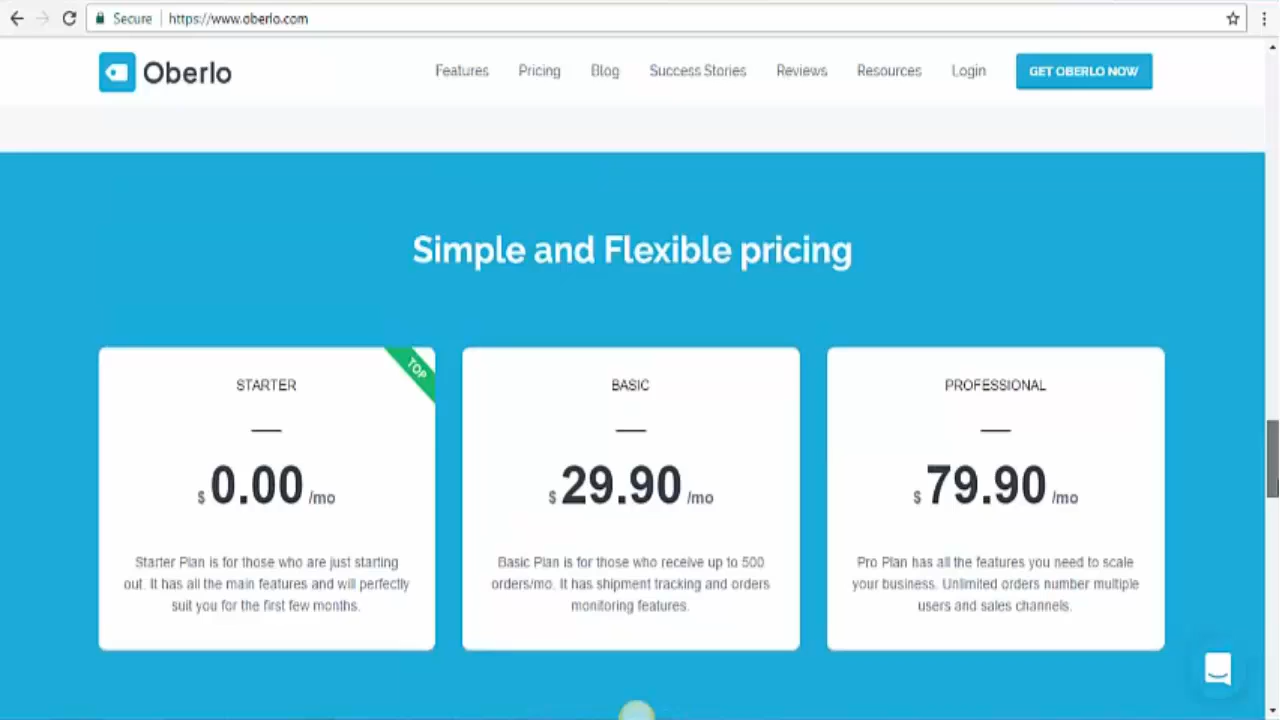 Secure https://www.oberlo.com
Oberlo Features Pricing Blog Success Stories Reviews Resources Login GET OBERLO NOW
Simple and Flexible pricing
TOP
STARTER
$ 0.00 /mo
Starter Plan is for those who are just starting
out. It has all the main features and will perfectly
suit you for the first few months.
BASIC
$ 29.90 /mo
Basic Plan is for those who receive up to 500
orders/mo. It has shipment tracking and orders
monitoring features.
PROFESSIONAL
$ 79.90 /mo
Pro Plan has all the features you need to scale
your business. Unlimited orders number multiple
users and sales channels.